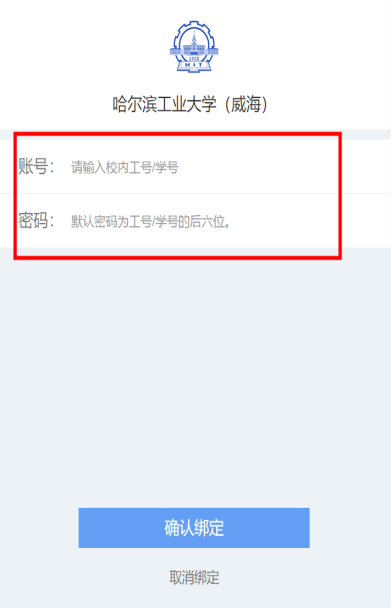 1920
HIT
哈尔滨工业大学（威海）
账号： 请输入校内工号/学号
密码： 默认密码为工号/学号的后六位。
确认绑定
取消绑定